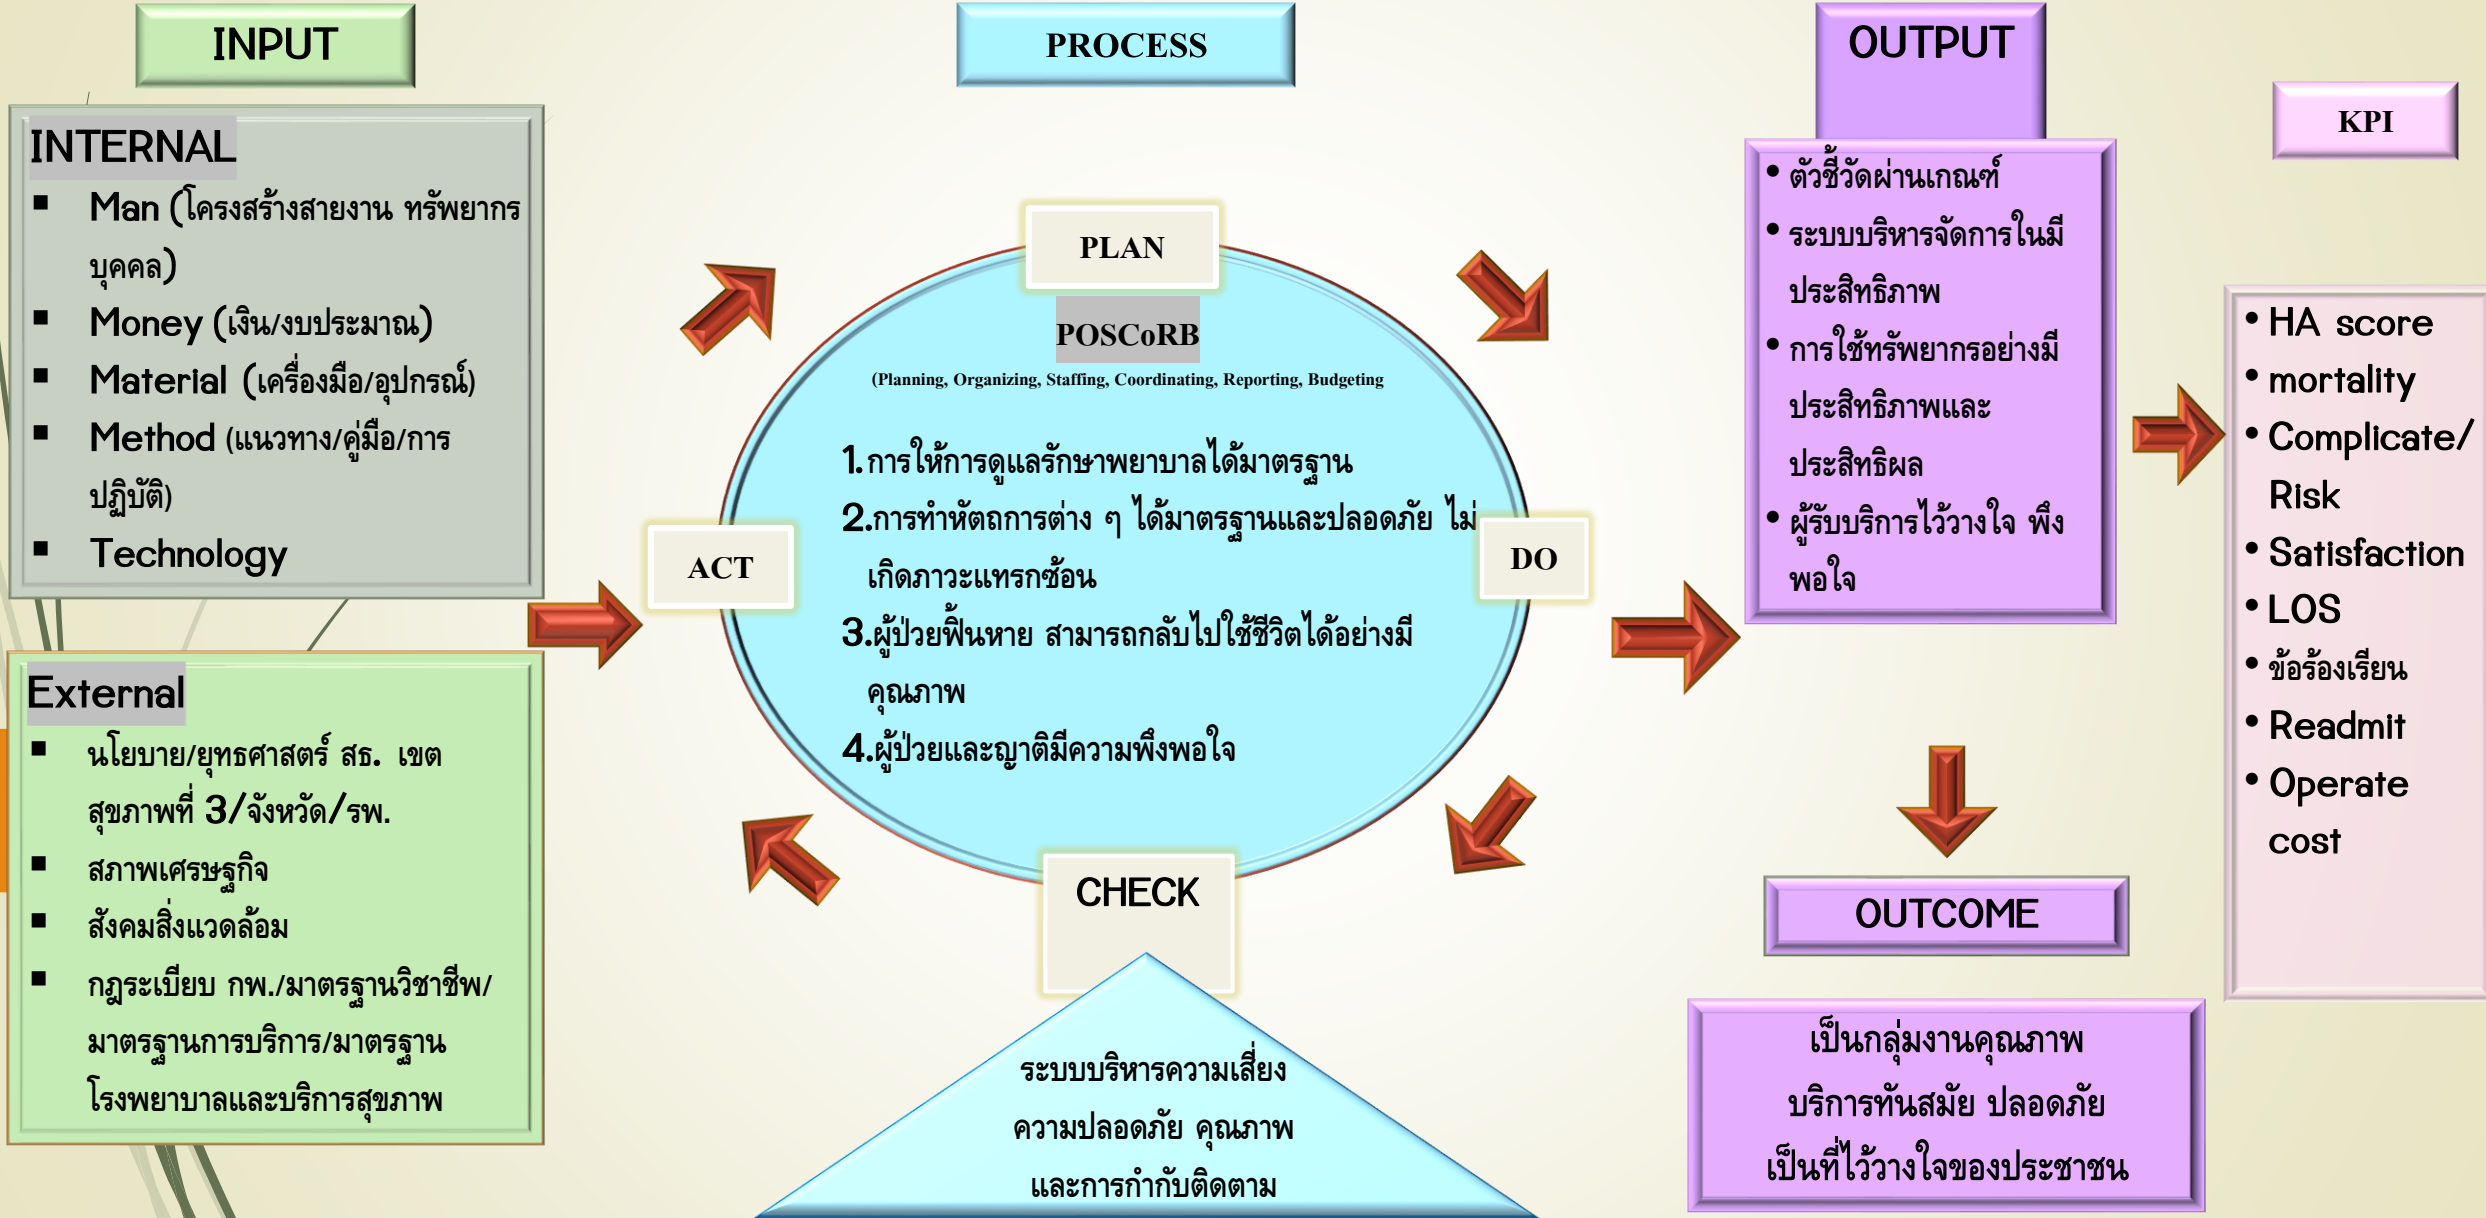 INPUT
INTERNAL
Man (โครงสร้างสายงาน ทรัพยากร
บุคคล)
Money (เงิน/งบประมาณ)
Material (เครื่องมือ/อุปกรณ์)
Method (แนวทาง/คู่มือ/การ
ปฏิบัติ)
Technology
External
นโยบาย/ยุทธศาสตร์ สธ. เขต
สุขภาพที่ 3/จังหวัด/รพ.
สภาพเศรษฐกิจ
สังคมสิ่งแวดล้อม
กฎระเบียบ กพ./มาตรฐานวิชาชีพ/
มาตรฐานการบริการ/มาตรฐาน
โรงพยาบาลและบริการสุขภาพ
PROCESS
PLAN
POSCoRB
(Planning, Organizing, Staffing, Coordinating, Reporting, Budgeting
1.การให้การดูแลรักษาพยาบาลได้มาตรฐาน
2.การทำหัตถการต่าง ๆ ได้มาตรฐานและปลอดภัย ไม่
เกิดภาวะแทรกซ้อน
3.ผู้ป่วยฟื้นหาย สามารถกลับไปใช้ชีวิตได้อย่างมี
คุณภาพ
4.ผู้ป่วยและญาติมีความพึงพอใจ
ACT
DO
CHECK
ระบบบริหารความเสี่ยง
ความปลอดภัย คุณภาพ
และการกำกับติดตาม
OUTPUT
• ตัวชี้วัดผ่านเกณฑ์
• ระบบบริหารจัดการในมี
ประสิทธิภาพ
• การใช้ทรัพยากรอย่างมี
ประสิทธิภาพและ
ประสิทธิผล
• ผู้รับบริการไว้วางใจ พึง
พอใจ
OUTCOME
เป็นกลุ่มงานคุณภาพ
บริการทันสมัย ปลอดภัย
เป็นที่ไว้วางใจของประชาชน
KPI
• HA score
• mortality
• Complicate/
Risk
• Satisfaction
• LOS
• ข้อร้องเรียน
• Readmit
• Operate
cost